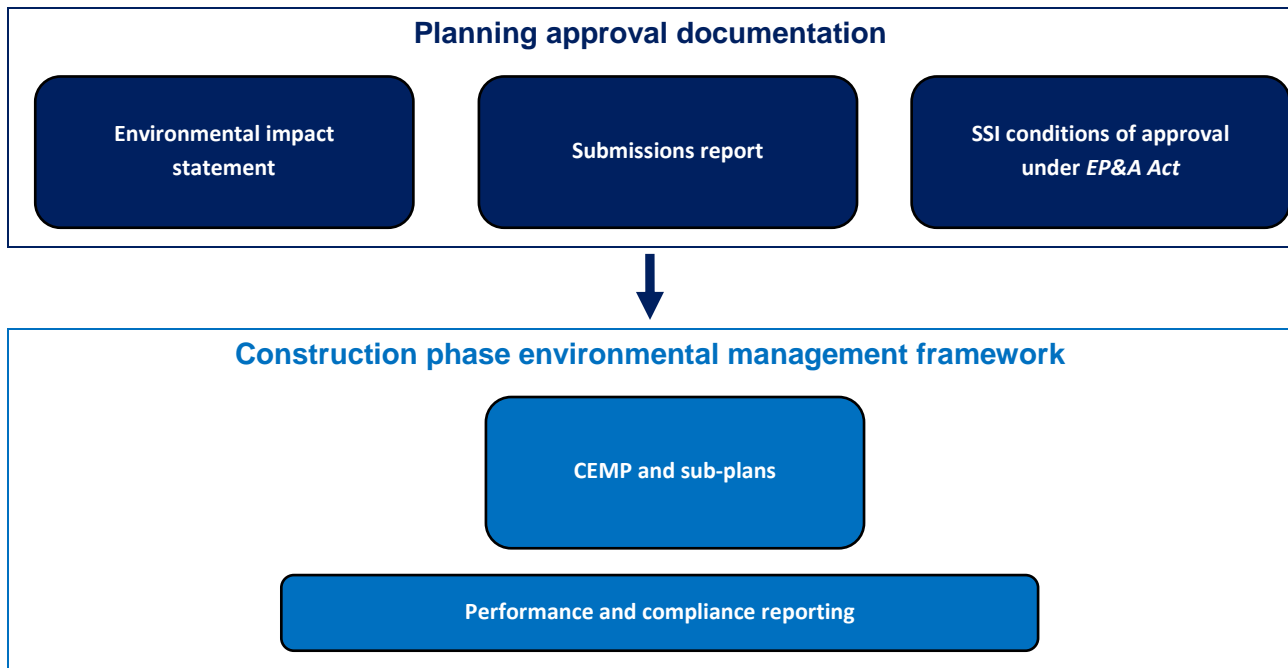 Planning approval documentation
Environmental impact
statement
Submissions report
SSI conditions of approval
under EP&A Act
Construction phase environmental management framework
CEMP and sub-plans
Performance and compliance reporting